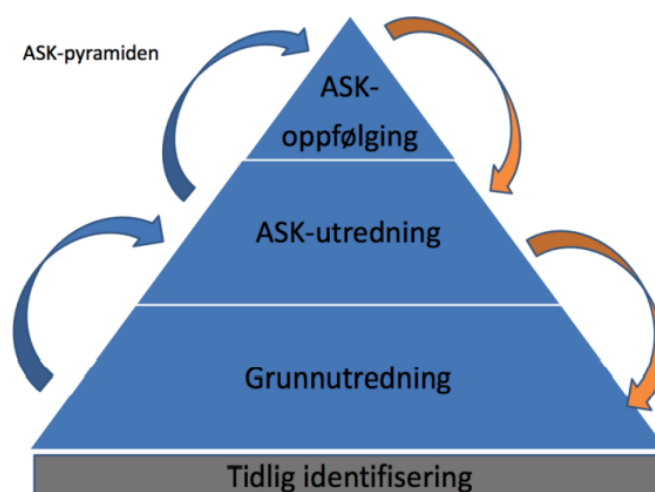 ASK-pyramiden
ASK-
oppfølging
ASK-utredning
Grunnutredning
Tidlig identifisering